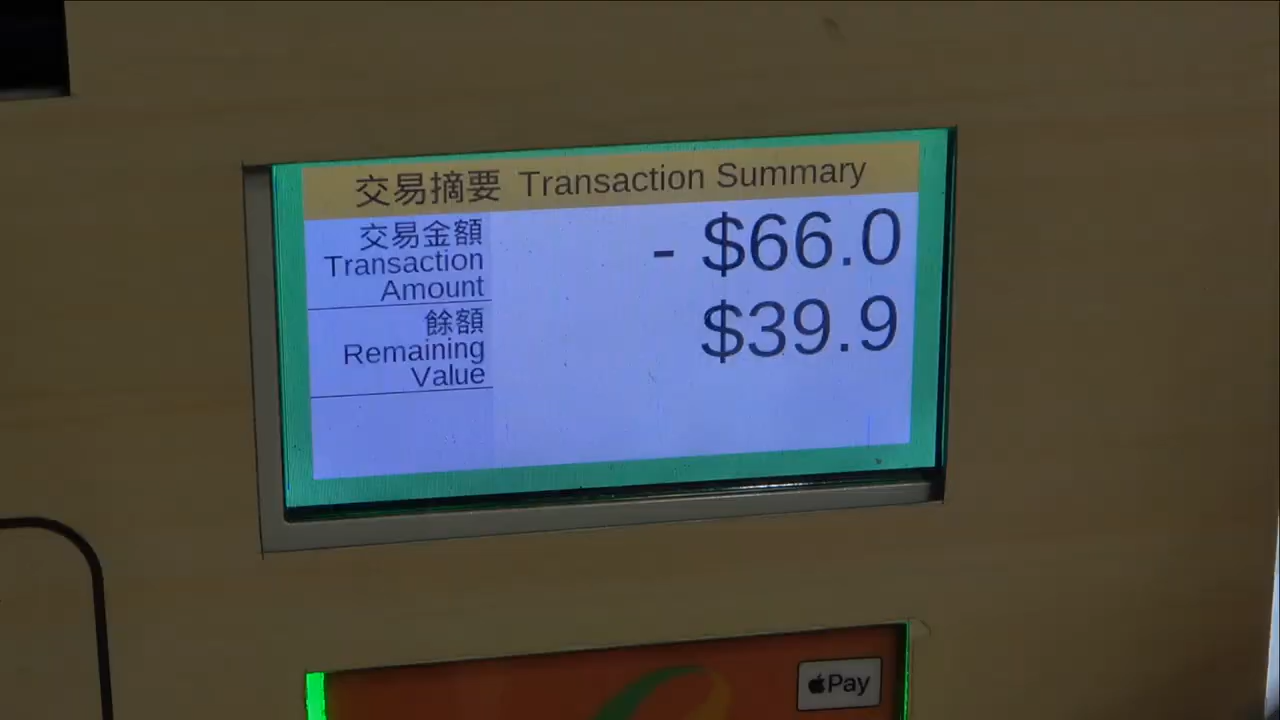 交易摘要 Transaction Summary
交易金額
Transaction
Amount
- $66.0
餘額
Remaining
Value
$39.9
Pay